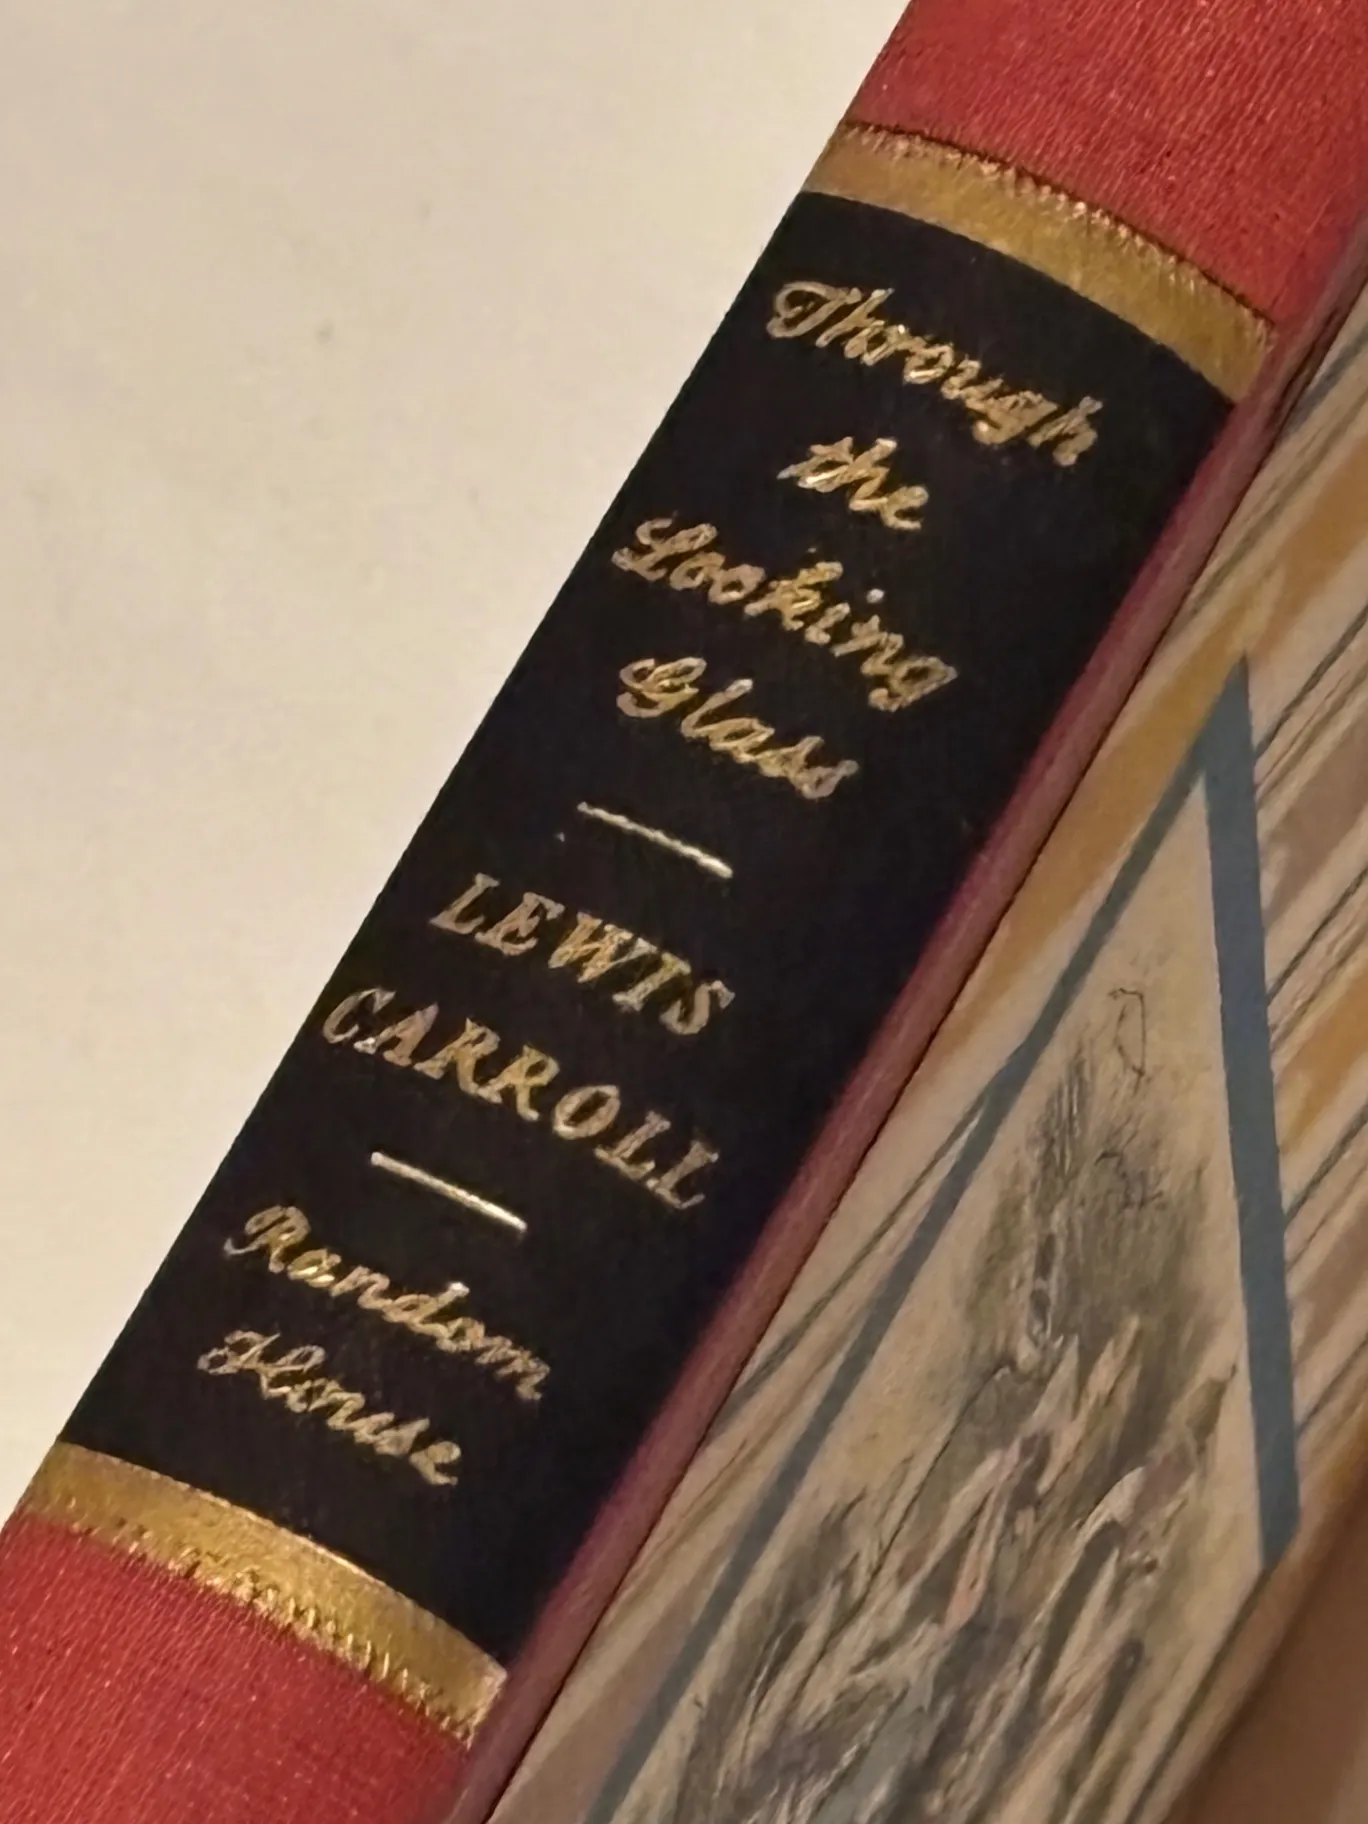 Through
the
Looking
Glass
LEWIS
CARROLL
Random
House